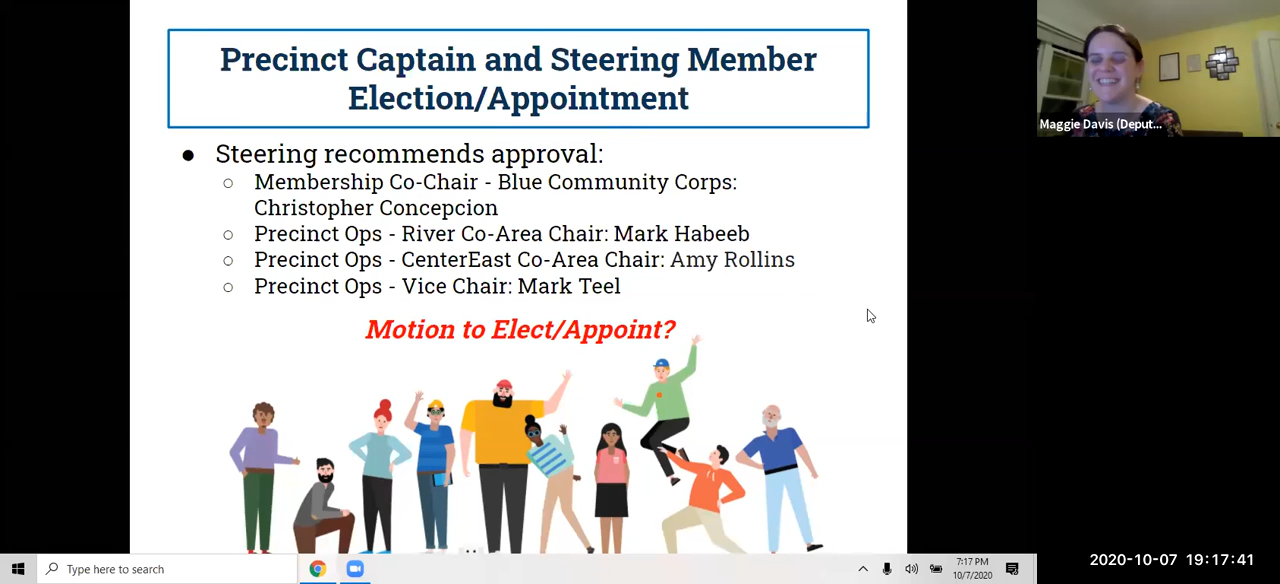 Precinct Captain and Steering Member
Election/Appointment
● Steering recommends approval:
○ Membership Co-Chair - Blue Community Corps:
Christopher Concepcion
○ Precinct Ops - River Co-Area Chair: Mark Habeeb
○ Precinct Ops - CenterEast Co-Area Chair: Amy Rollins
○ Precinct Ops - Vice Chair: Mark Teel
Motion to Elect/Appoint?
Maggie Davis (Deput...
Type here to search
7:17 PM
10/7/2020
2020-10-07 19:17:41